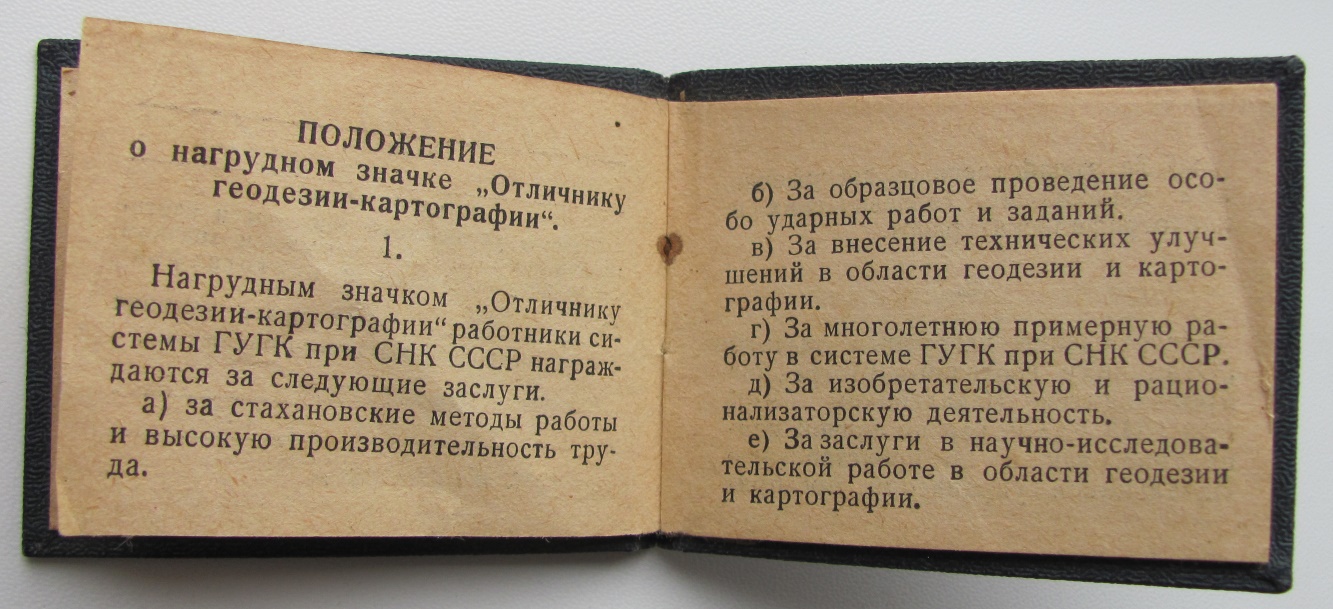 ПОЛОЖЕНИЕ
о нагрудном значке „Отличнику
геодезии-картографии“.
1.
Нагрудным значком „Отличнику
геодезии-картографии“ работники си-
стемы ГУГК при СНК СССР награж-
даются за следующие заслуги.
а) за стахановские методы работы
и высокую производительность тру-
да.
б) За образцовое проведение осо-
бо ударных работ и заданий.
в) За внесение технических улуч-
шений в области геодезии и карто-
графии.
г) За многолетнюю примерную ра-
боту в системе ГУГК при СНК СССР.
д) За изобретательскую и рацио-
нализаторскую деятельность.
е) За заслуги в научно-исследова-
тельской работе в области геодезии
и картографии.